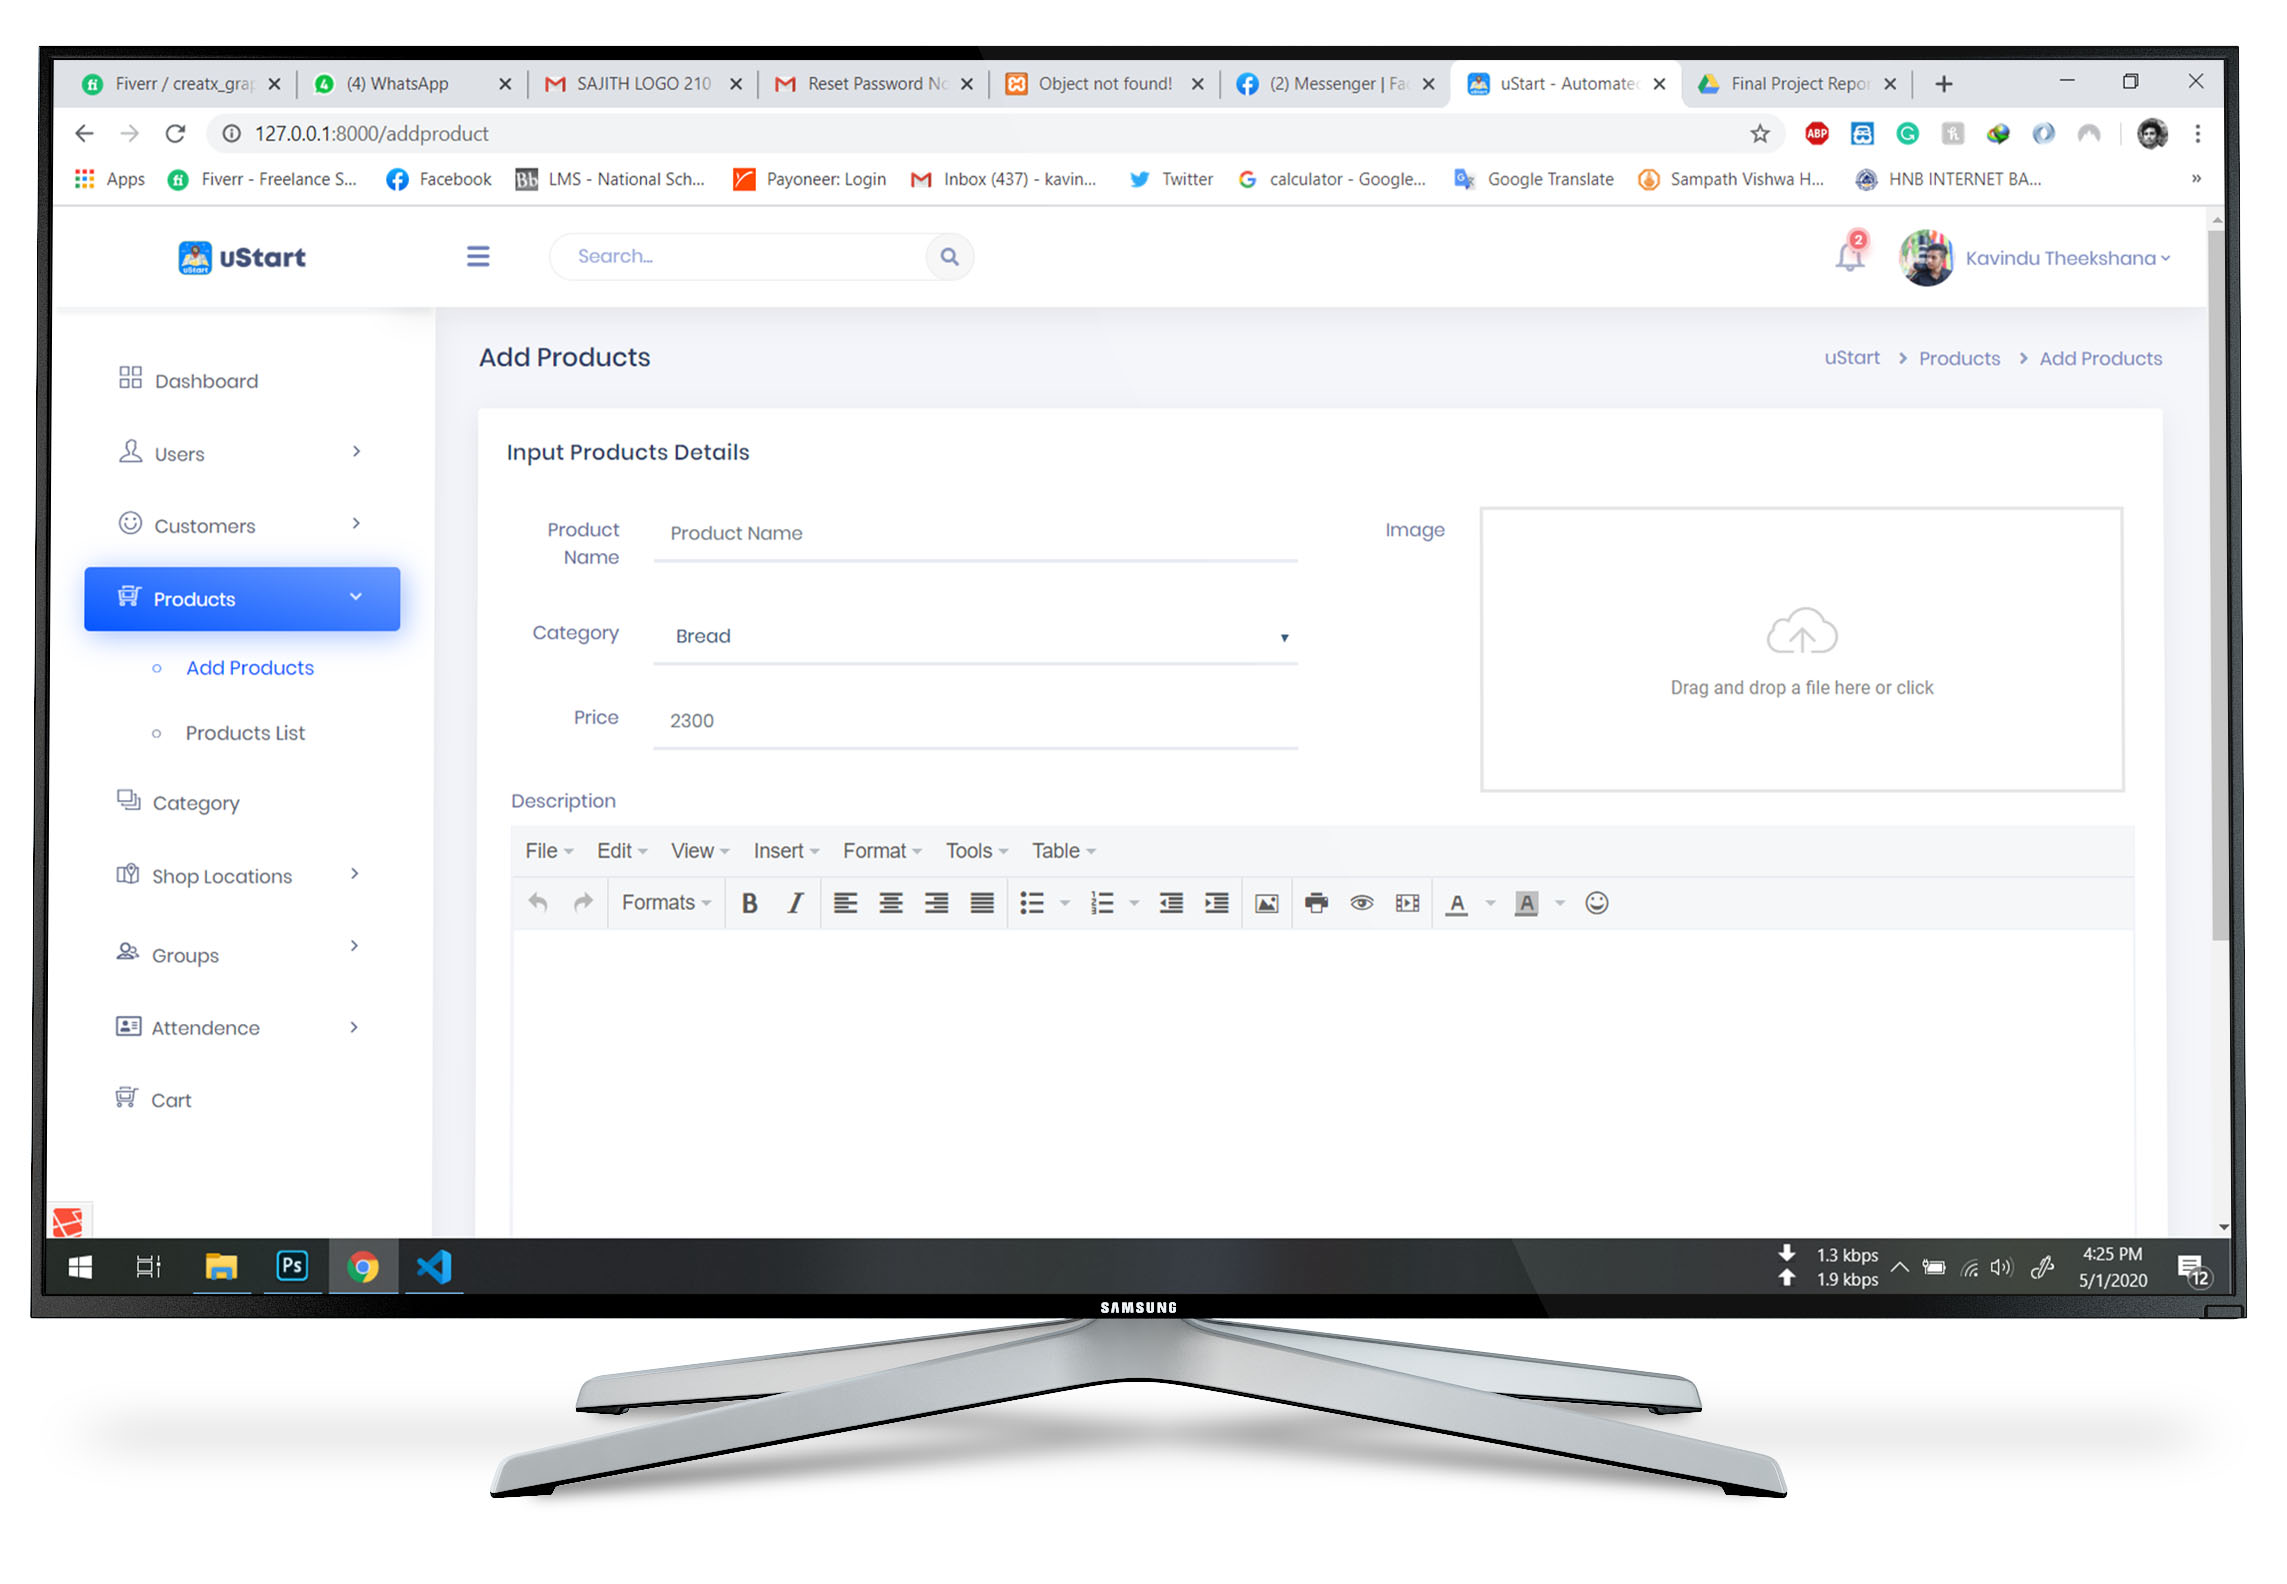 Fiverr / creatx_grap
(4) WhatsApp
SAJITH LOGO 210
Reset Password No
Object not found!
(2) Messenger | Fac
uStart - Automated
Final Project Repor
127.0.0.1:8000/addproduct
ABP
Apps
Fiverr - Freelance S...
Facebook
Bb
LMS - National Sch...
Payoneer: Login
Inbox (437) - kavin...
Twitter
calculator - Google...
Google Translate
Sampath Vishwa H...
HNB INTERNET BA...
»
uStart
Search...
2
Kavindu Theekshana
Add Products
uStart > Products > Add Products
Dashboard
Users
Customers
Products
Add Products
Products List
Category
Shop Locations
Groups
Attendence
Cart
Input Products Details
Product Name
Product Name
Image
Category
Bread
Price
2300
Drag and drop a file here or click
Description
File Edit View Insert Format Tools Table
Formats B I A A
Ps
1.3 kbps
1.9 kbps
4:25 PM
5/1/2020
12
SAMSUNG